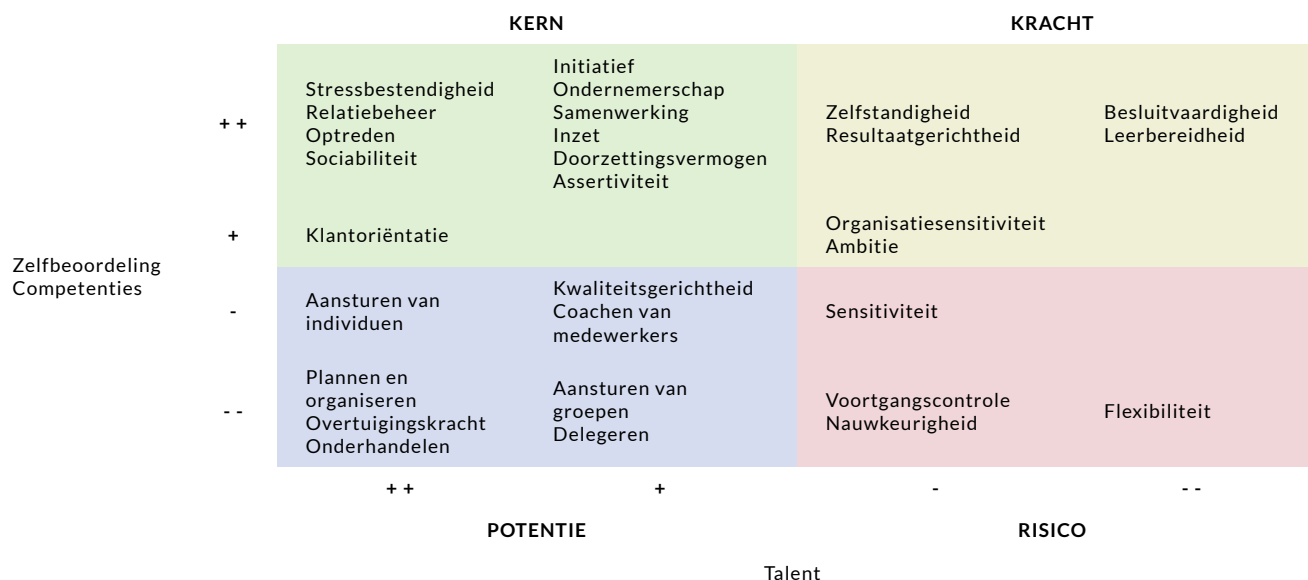 KERN
KRACHT
++
Stressbestendigheid
Relatiebeheer
Optreden
Sociabiliteit
Initiatief
Ondernemerschap
Samenwerking
Inzet
Doorzettingsvermogen
Assertiviteit
Zelfstandigheid
Resultaatgerichtheid
Besluitvaardigheid
Leerbereidheid
+
Klantoriëntatie
Organisatiesensitiviteit
Ambitie
Zelfbeoordeling
Competenties
-
Aansturen van
individuen
Kwaliteitsgerichtheid
Coachen van
medewerkers
Sensitiviteit
--
Plannen en
organiseren
Overtuigingskracht
Onderhandelen
Aansturen van
groepen
Delegeren
Voortgangscontrole
Nauwkeurigheid
Flexibiliteit
++
+
-
--
POTENTIE
RISICO
Talent